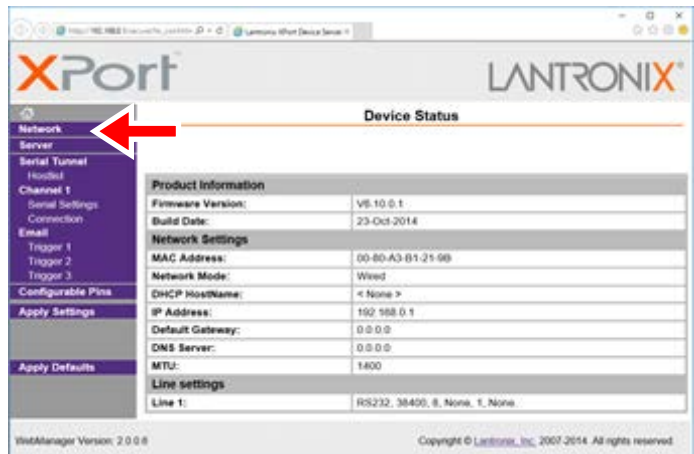 Lantronix XPort Device Server
XPort
LANTRONIX®
Device Status
Network
Server
Serial Tunnel
Hostlist
Channel 1
Serial Settings
Connection
Email
Trigger 1
Trigger 2
Trigger 3
Configurable Pins
Apply Settings
Apply Defaults
Product Information
Firmware Version: V6.10.0.1
Build Date: 23-Oct-2014
Network Settings
MAC Address: 00-80-A3-B1-21-9B
Network Mode: Wired
DHCP HostName: < None >
IP Address: 192.168.0.1
Default Gateway: 0.0.0.0
DNS Server: 0.0.0.0
MTU: 1400
Line settings
Line 1: RS232, 38400, 8, None, 1, None.
WebManager Version: 2.0.0.6
Copyright © Lantronix, Inc. 2007-2014. All rights reserved.